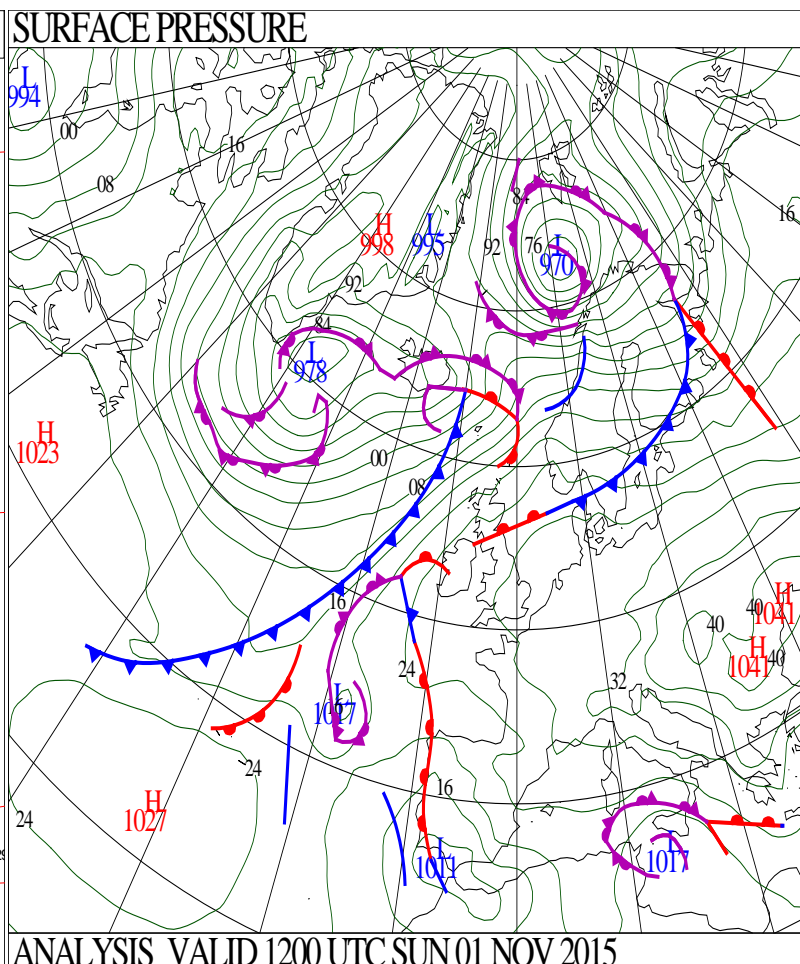 SURFACE PRESSURE
L
994
00
16
08
16
84
H
998
L
995
92
76
L
970
92
84
L
978
H
1023
00
08
16
H
1041
40
40
H
1041
40
24
32
L
1017
24
H
1027
24
16
L
1011
L
1017
ANALYSIS VALID 1200 UTC SUN 01 NOV 2015